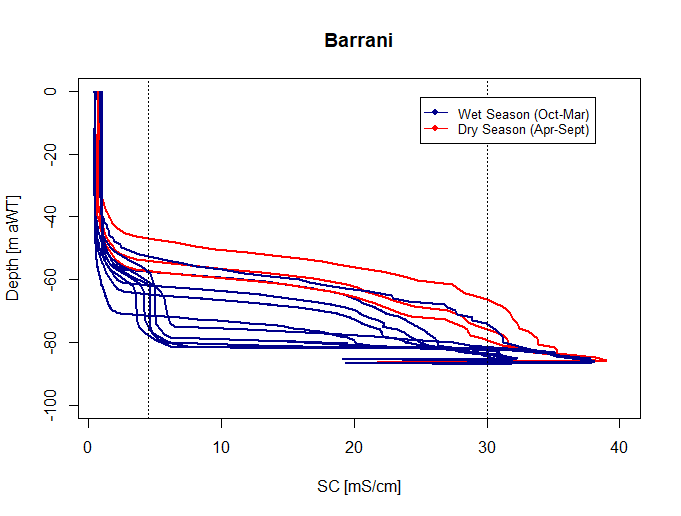 Barrani
Wet Season (Oct-Mar)
Dry Season (Apr-Sept)
Depth [m aWT]
0
-20
-40
-60
-80
-100
0 10 20 30 40
SC [mS/cm]